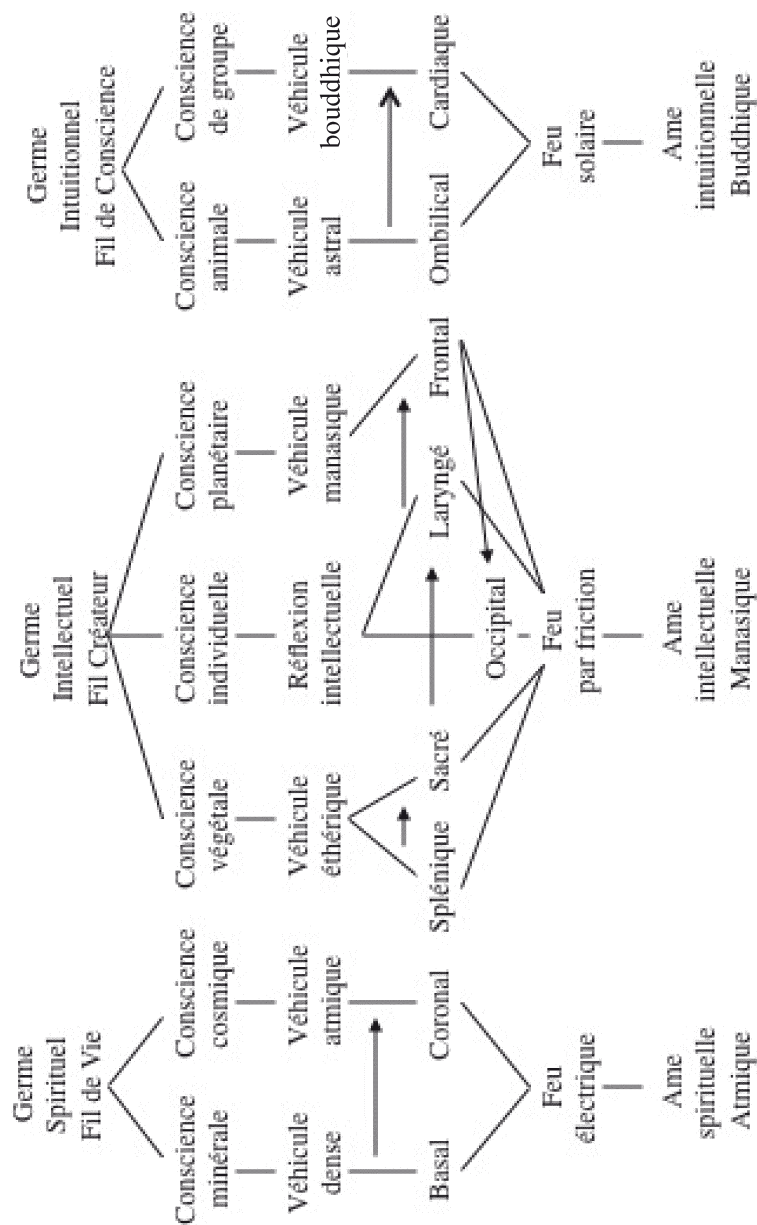 Germe
Spirituel
Fil de Vie
Germe
Intellectuel
Fil Créateur
Germe
Intuitionnel
Fil de Conscience
Conscience
minérale
Conscience
cosmique
Conscience
végétale
Conscience
individuelle
Conscience
planétaire
Conscience
animale
Conscience
de groupe
Véhicule
dense
Véhicule
atmique
Véhicule
éthérique
Réflexion
intellectuelle
Véhicule
manasique
Véhicule
astral
Véhicule
bouddhique
Basal
Coronal
Splénique
Sacré
Laryngé
Frontal
Ombilical
Cardiaque
Occipital
Feu
électrique
Feu
par friction
Feu
solaire
Ame
spirituelle
Atmique
Ame
intellectuelle
Manasique
Ame
intuitionnelle
Buddhique